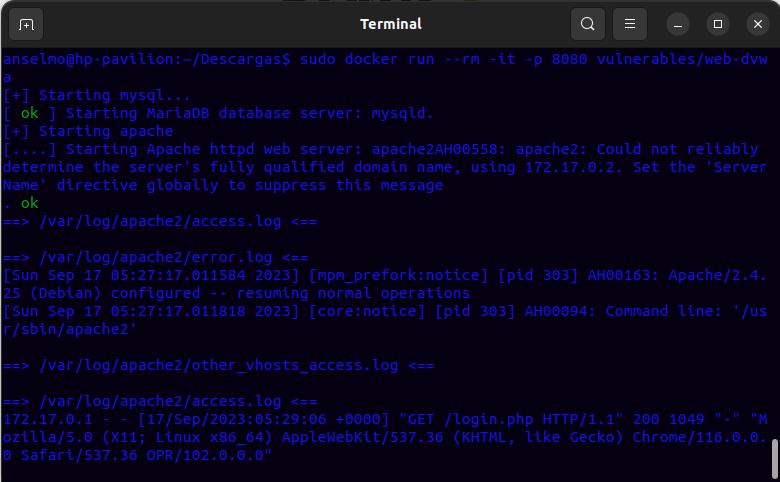 Terminal
anselmo@hp-pavilion:~/Descargas$ sudo docker run --rm -it -p 8080 vulnerables/web-dvw
a
[+] Starting mysql...
[ ok ] Starting MariaDB database server: mysqld.
[+] Starting apache
[....] Starting Apache httpd web server: apache2AH00558: apache2: Could not reliably
determine the server's fully qualified domain name, using 172.17.0.2. Set the 'Server
Name' directive globally to suppress this message
. ok
==> /var/log/apache2/access.log <==
==> /var/log/apache2/error.log <==
[Sun Sep 17 05:27:17.011584 2023] [mpm_prefork:notice] [pid 303] AH00163: Apache/2.4.
25 (Debian) configured -- resuming normal operations
[Sun Sep 17 05:27:17.011818 2023] [core:notice] [pid 303] AH00094: Command line: '/us
r/sbin/apache2'
==> /var/log/apache2/other_vhosts_access.log <==
==> /var/log/apache2/access.log <==
172.17.0.1 - - [17/Sep/2023:05:29:06 +0000] "GET /login.php HTTP/1.1" 200 1049 "-" "M
ozilla/5.0 (X11; Linux x86_64) AppleWebKit/537.36 (KHTML, like Gecko) Chrome/116.0.0.
0 Safari/537.36 OPR/102.0.0.0"